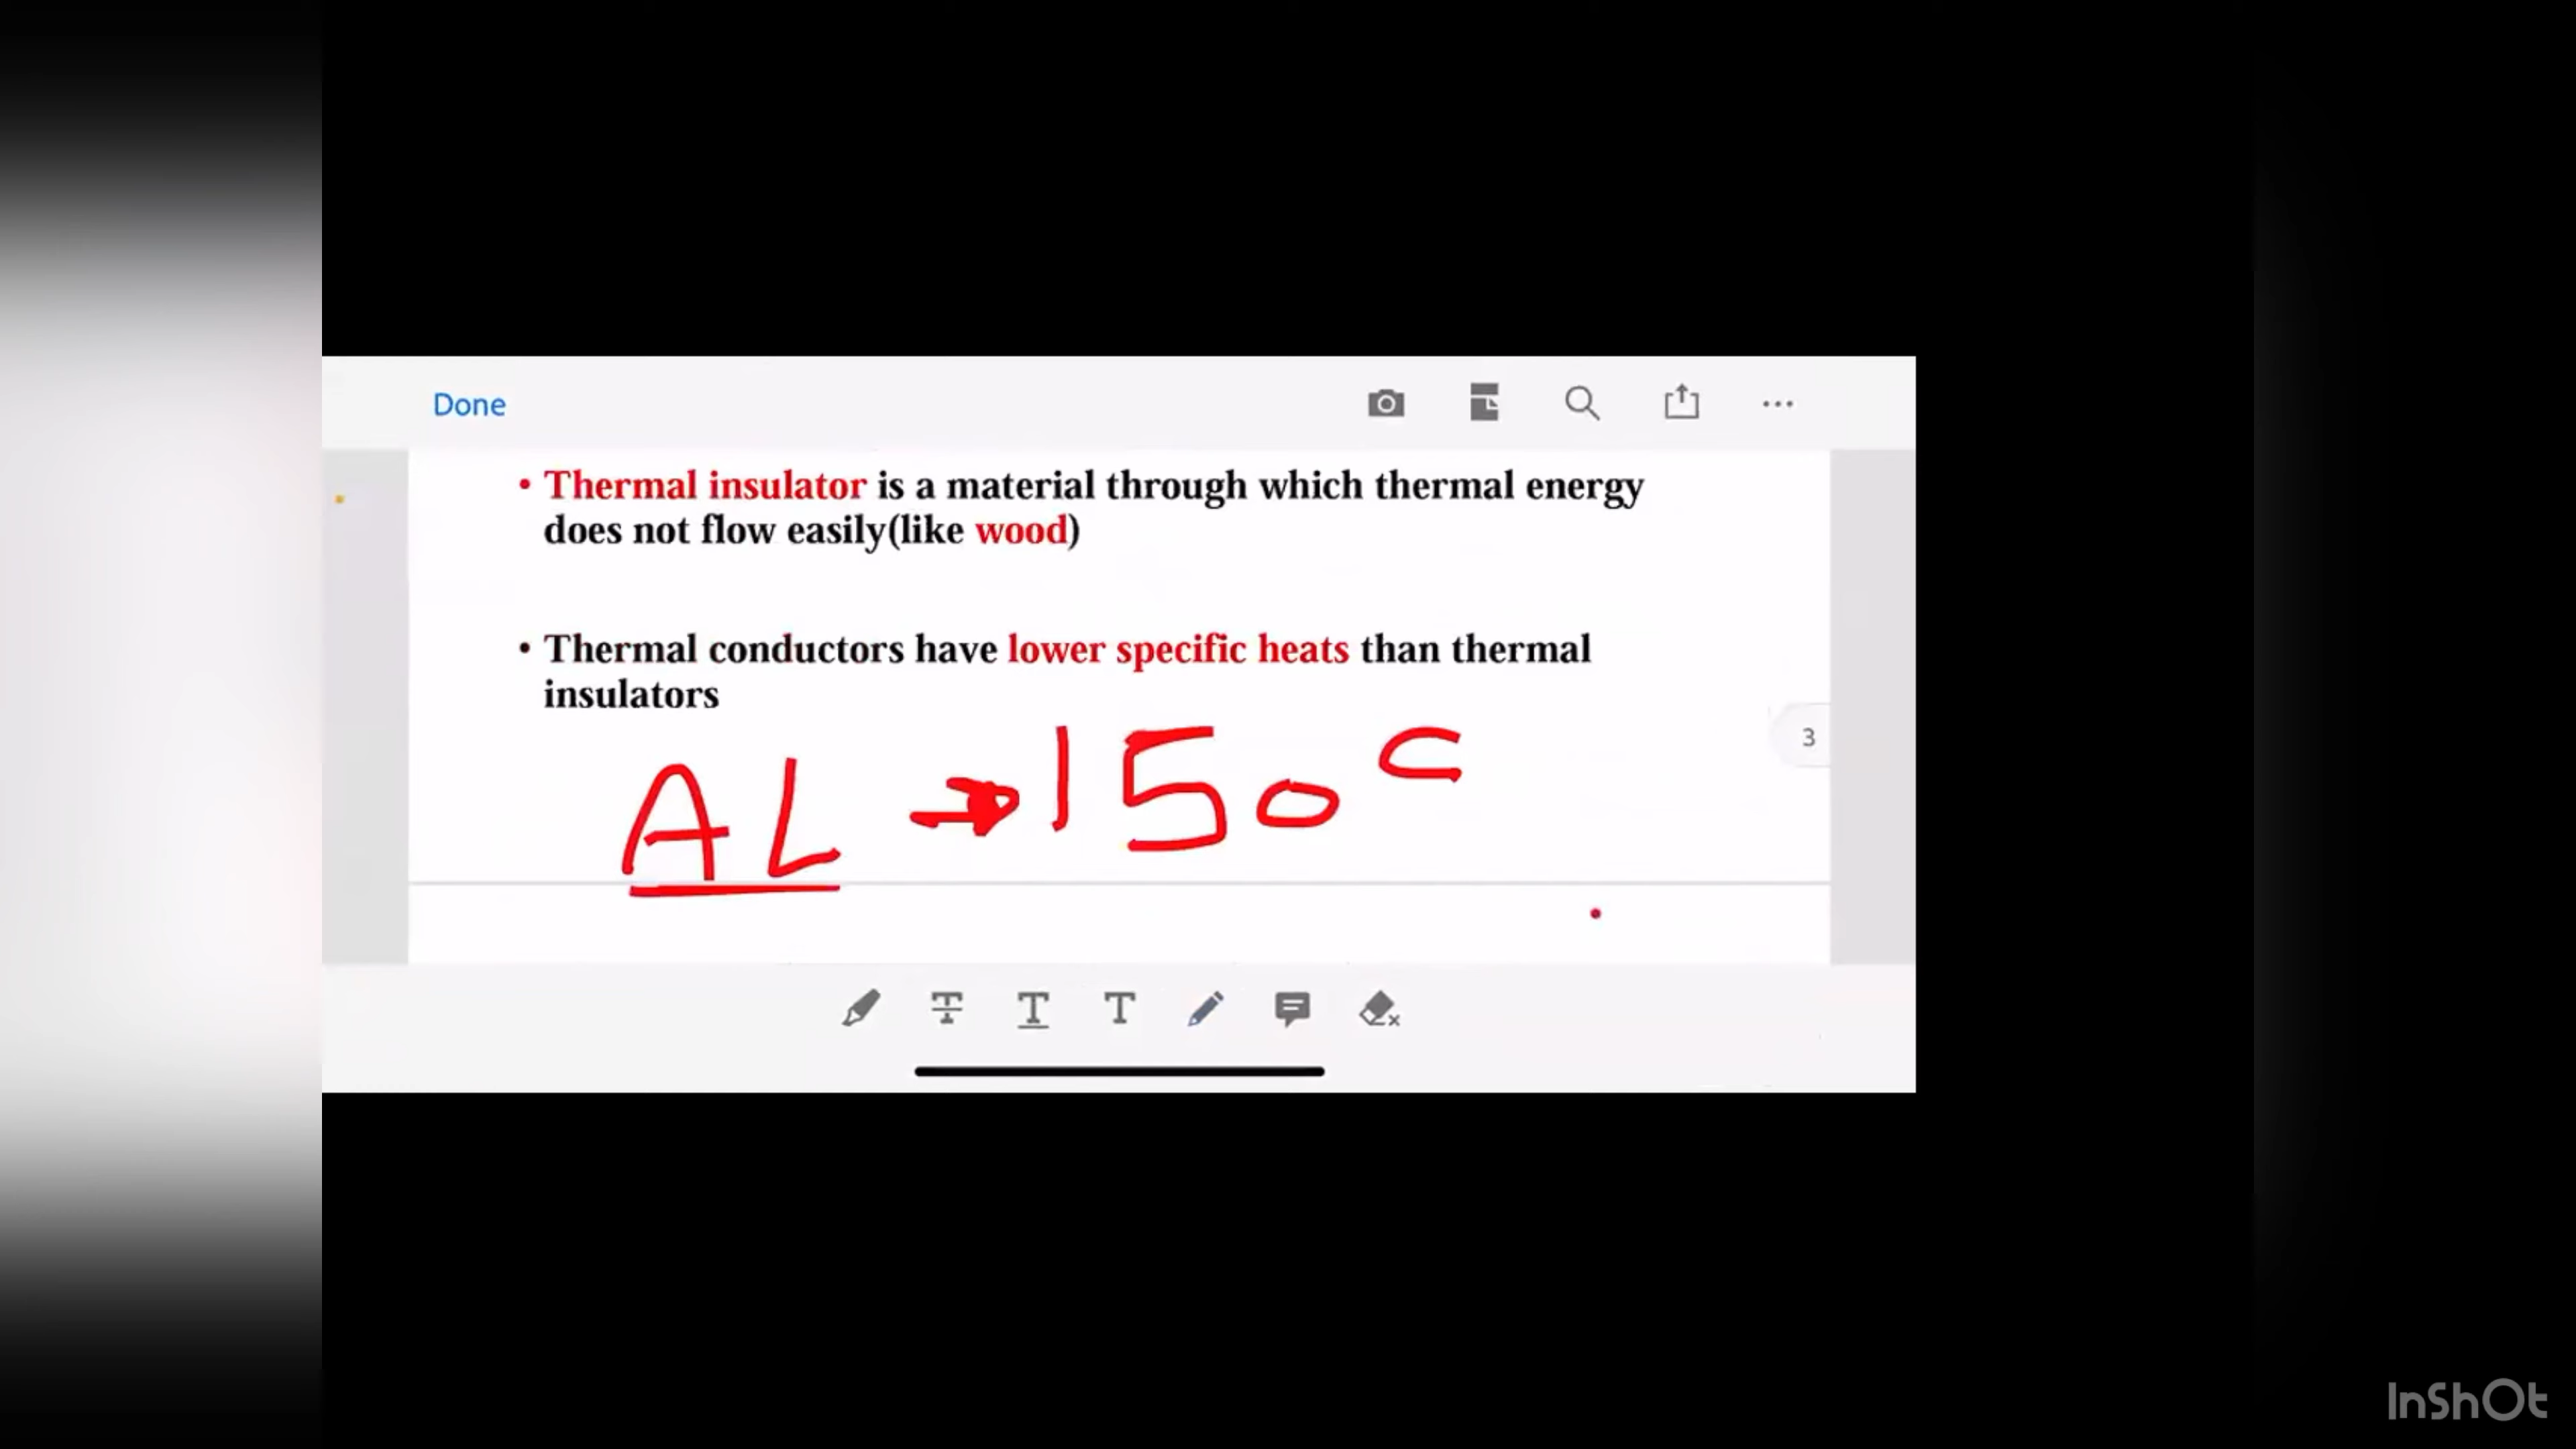 Done
• Thermal insulator is a material through which thermal energy
does not flow easily(like wood)
• Thermal conductors have lower specific heats than thermal
insulators
3
AL → 150 c
InShOt